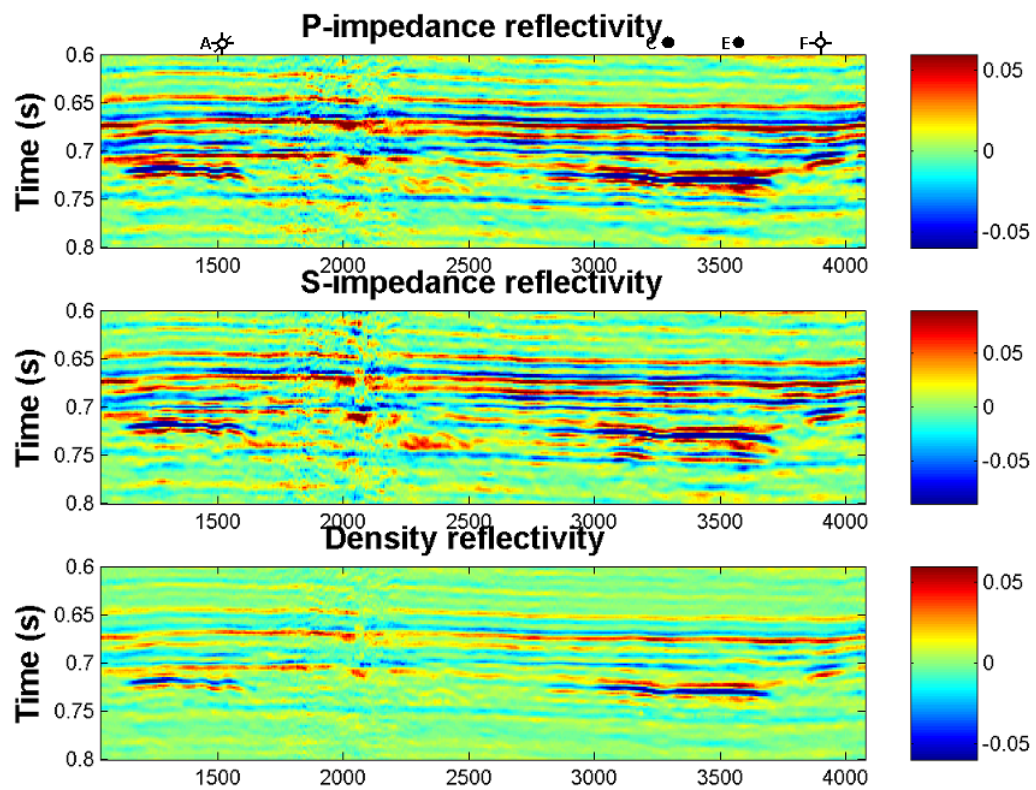 P-impedance reflectivity
A C E F
Time (s)
0.6
0.65
0.7
0.75
0.8
1500 2000 2500 3000 3500 4000
0.05
0
-0.05
S-impedance reflectivity
Time (s)
0.6
0.65
0.7
0.75
0.8
1500 2000 2500 3000 3500 4000
0.05
0
-0.05
Density reflectivity
Time (s)
0.6
0.65
0.7
0.75
0.8
1500 2000 2500 3000 3500 4000
0.05
0
-0.05